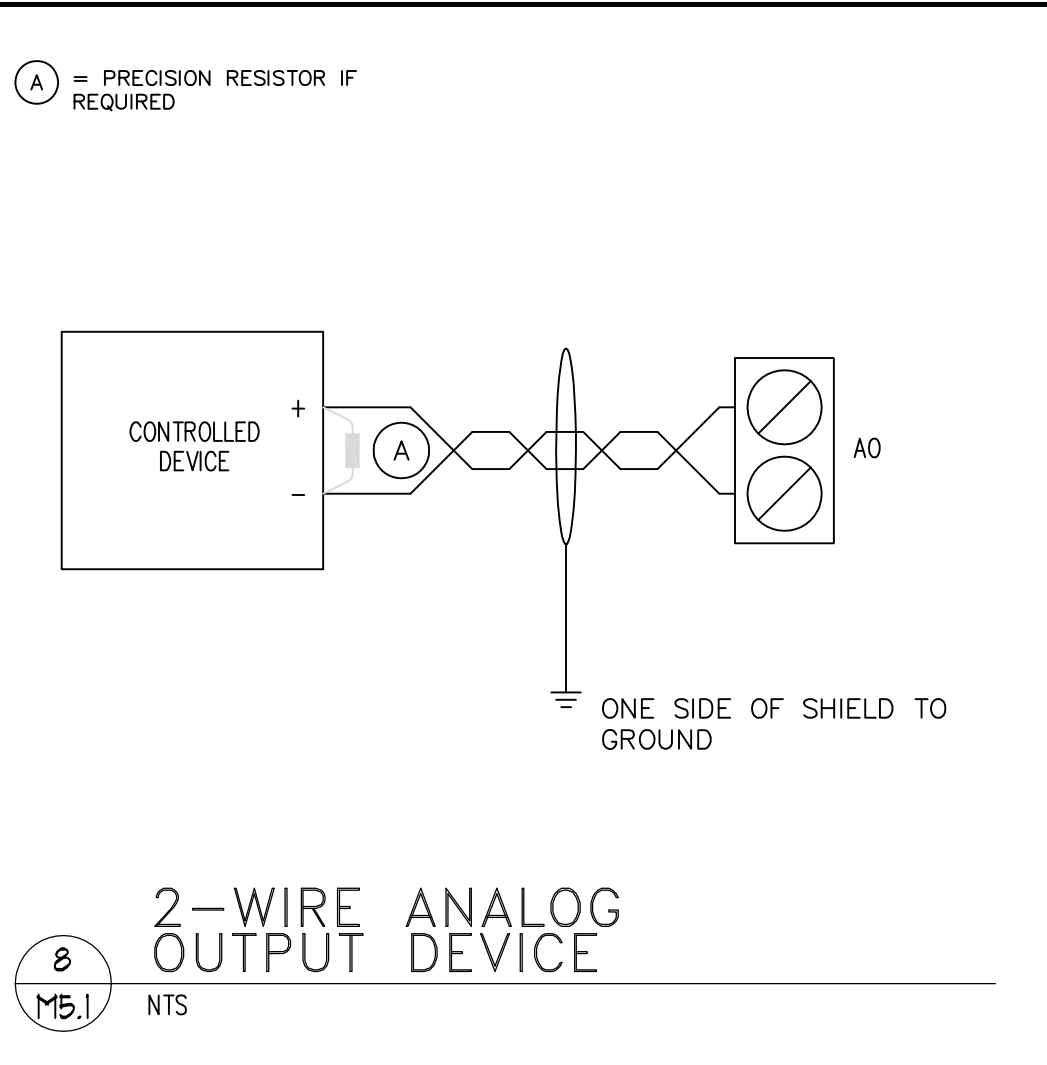 A = PRECISION RESISTOR IF
REQUIRED
+
CONTROLLED
DEVICE
A
AO
−
ONE SIDE OF SHIELD TO
GROUND
2-WIRE ANALOG
OUTPUT DEVICE
8
M5.1
NTS